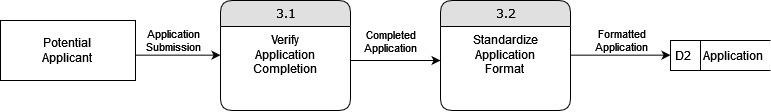 Potential
Applicant
Application
Submission
3.1
Verify
Application
Completion
Completed
Application
3.2
Standardize
Application
Format
Formatted
Application
D2 Application